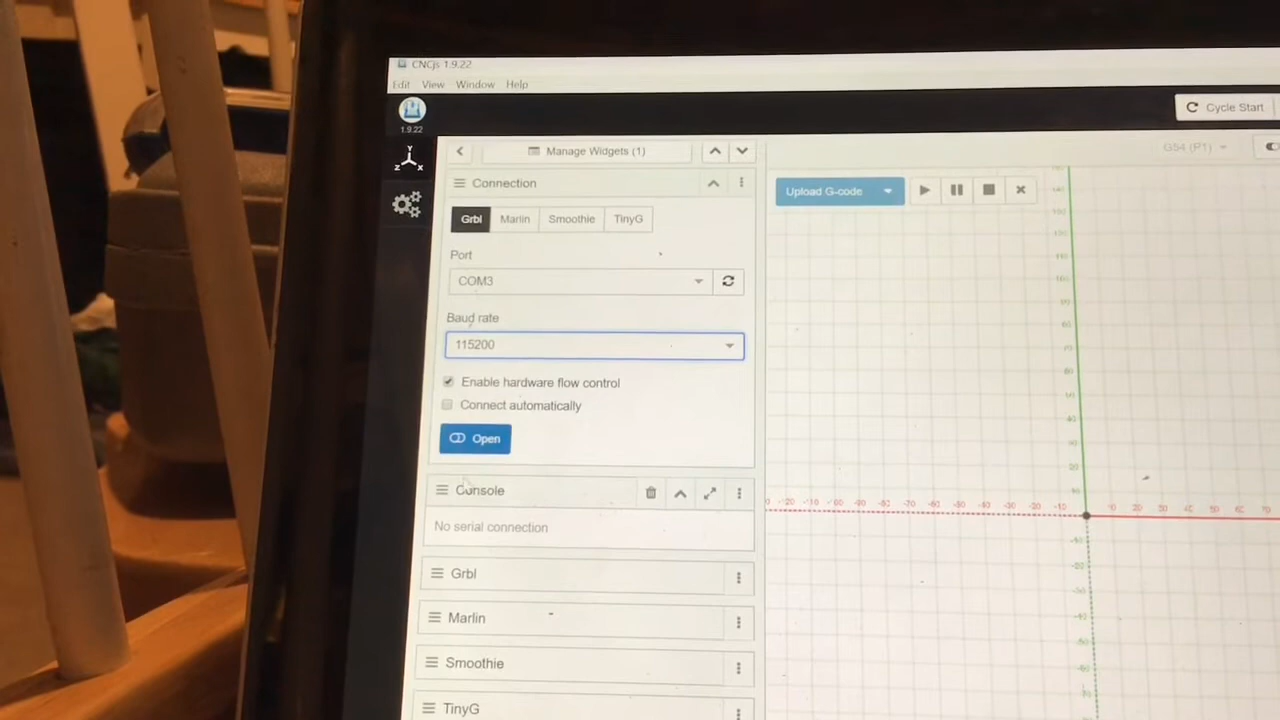 CNCjs 1.9.22
Edit View Window Help
1.9.22
Cycle Start
Manage Widgets (1)
G54 (P1)
Connection
Upload G-code
Grbl Marlin Smoothie TinyG
Port
COM3
Baud rate
115200
Enable hardware flow control
Connect automatically
Open
Console
No serial connection
Grbl
Marlin
Smoothie
TinyG